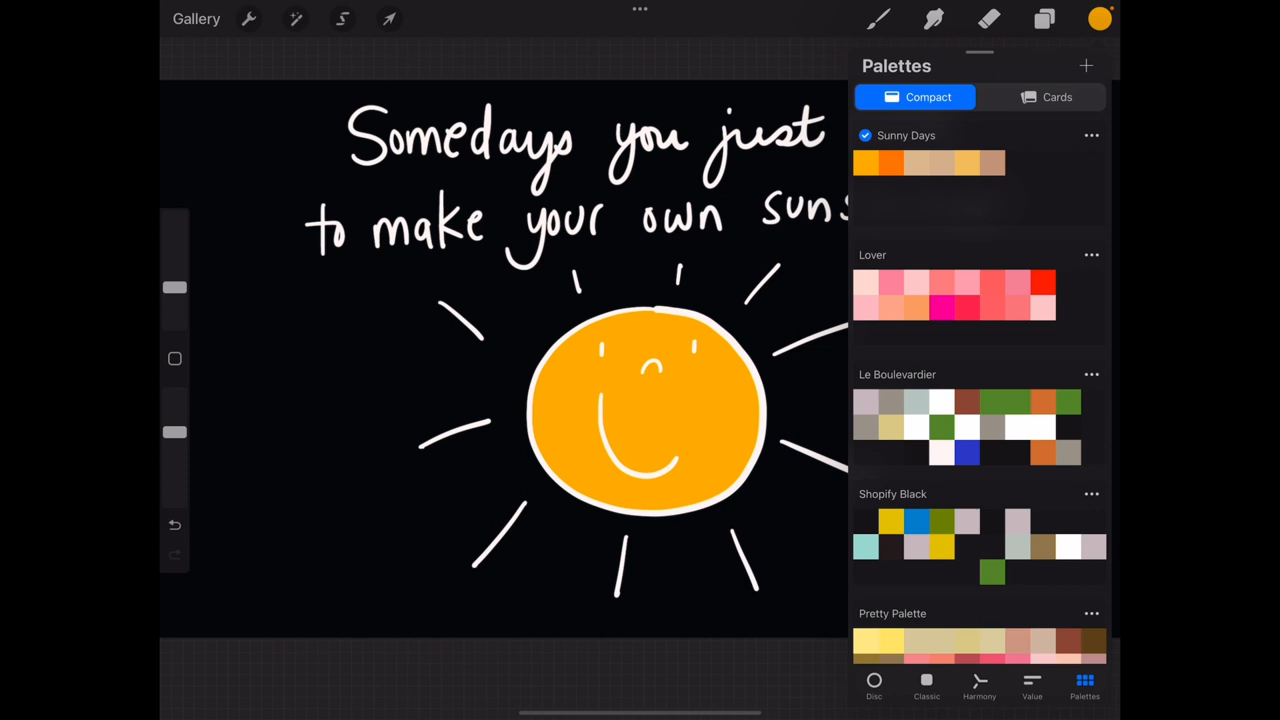 Gallery
Palettes
Compact
Cards
Somedays you just
to make your own suns
Sunny Days
Lover
Le Boulevardier
Shopify Black
Pretty Palette
Disc
Classic
Harmony
Value
Palettes